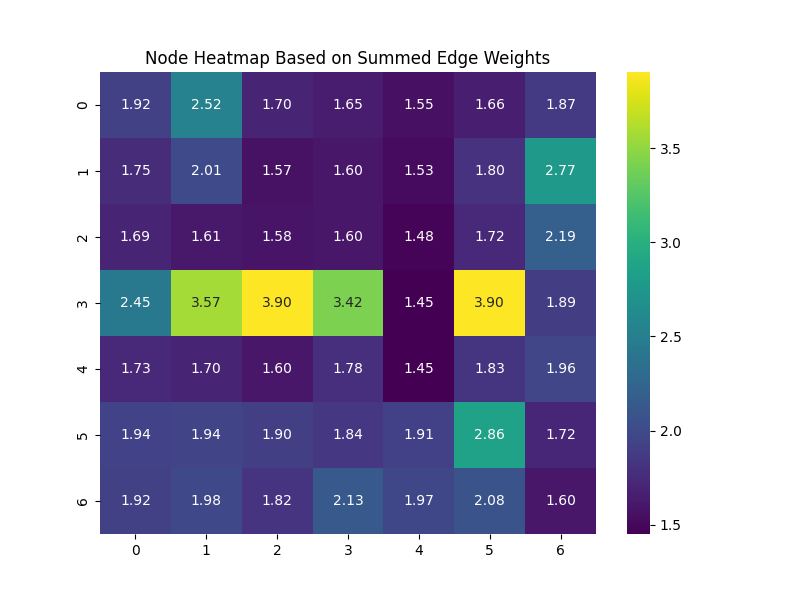 Node Heatmap Based on Summed Edge Weights
0 1.92 2.52 1.70 1.65 1.55 1.66 1.87
1 1.75 2.01 1.57 1.60 1.53 1.80 2.77
2 1.69 1.61 1.58 1.60 1.48 1.72 2.19
3 2.45 3.57 3.90 3.42 1.45 3.90 1.89
4 1.73 1.70 1.60 1.78 1.45 1.83 1.96
5 1.94 1.94 1.90 1.84 1.91 2.86 1.72
6 1.92 1.98 1.82 2.13 1.97 2.08 1.60
0 1 2 3 4 5 6
3.5
3.0
2.5
2.0
1.5